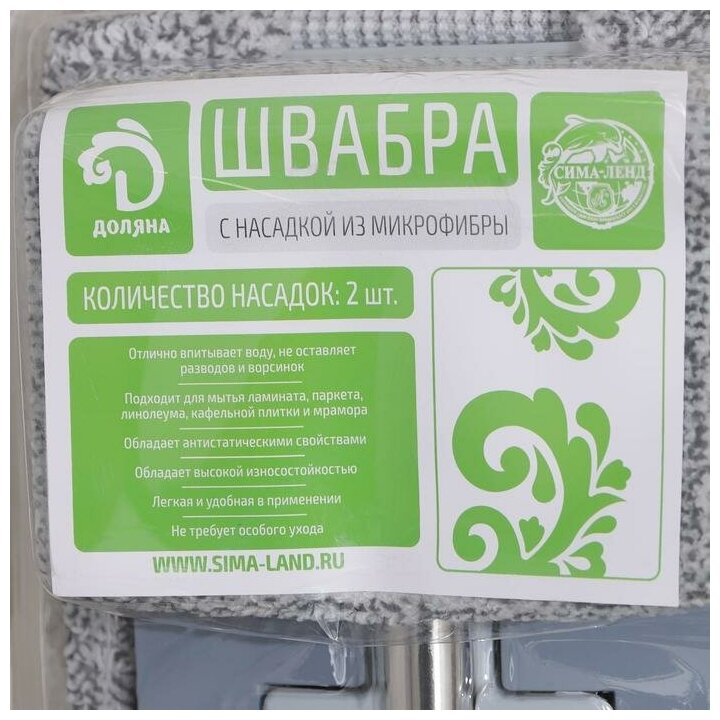 ШВАБРА
ДОЛЯНА
С НАСАДКОЙ ИЗ МИКРОФИБРЫ
СИМА-ЛЕНД
КОЛИЧЕСТВО НАСАДОК: 2 шт.
Отлично впитывает воду, не оставляет
разводов и ворсинок
Подходит для мытья ламината, паркета,
линолеума, кафельной плитки и мрамора
Обладает антистатическими свойствами
Обладает высокой износостойкостью
Легкая и удобная в применении
Не требует особого ухода
WWW.SIMA-LAND.RU